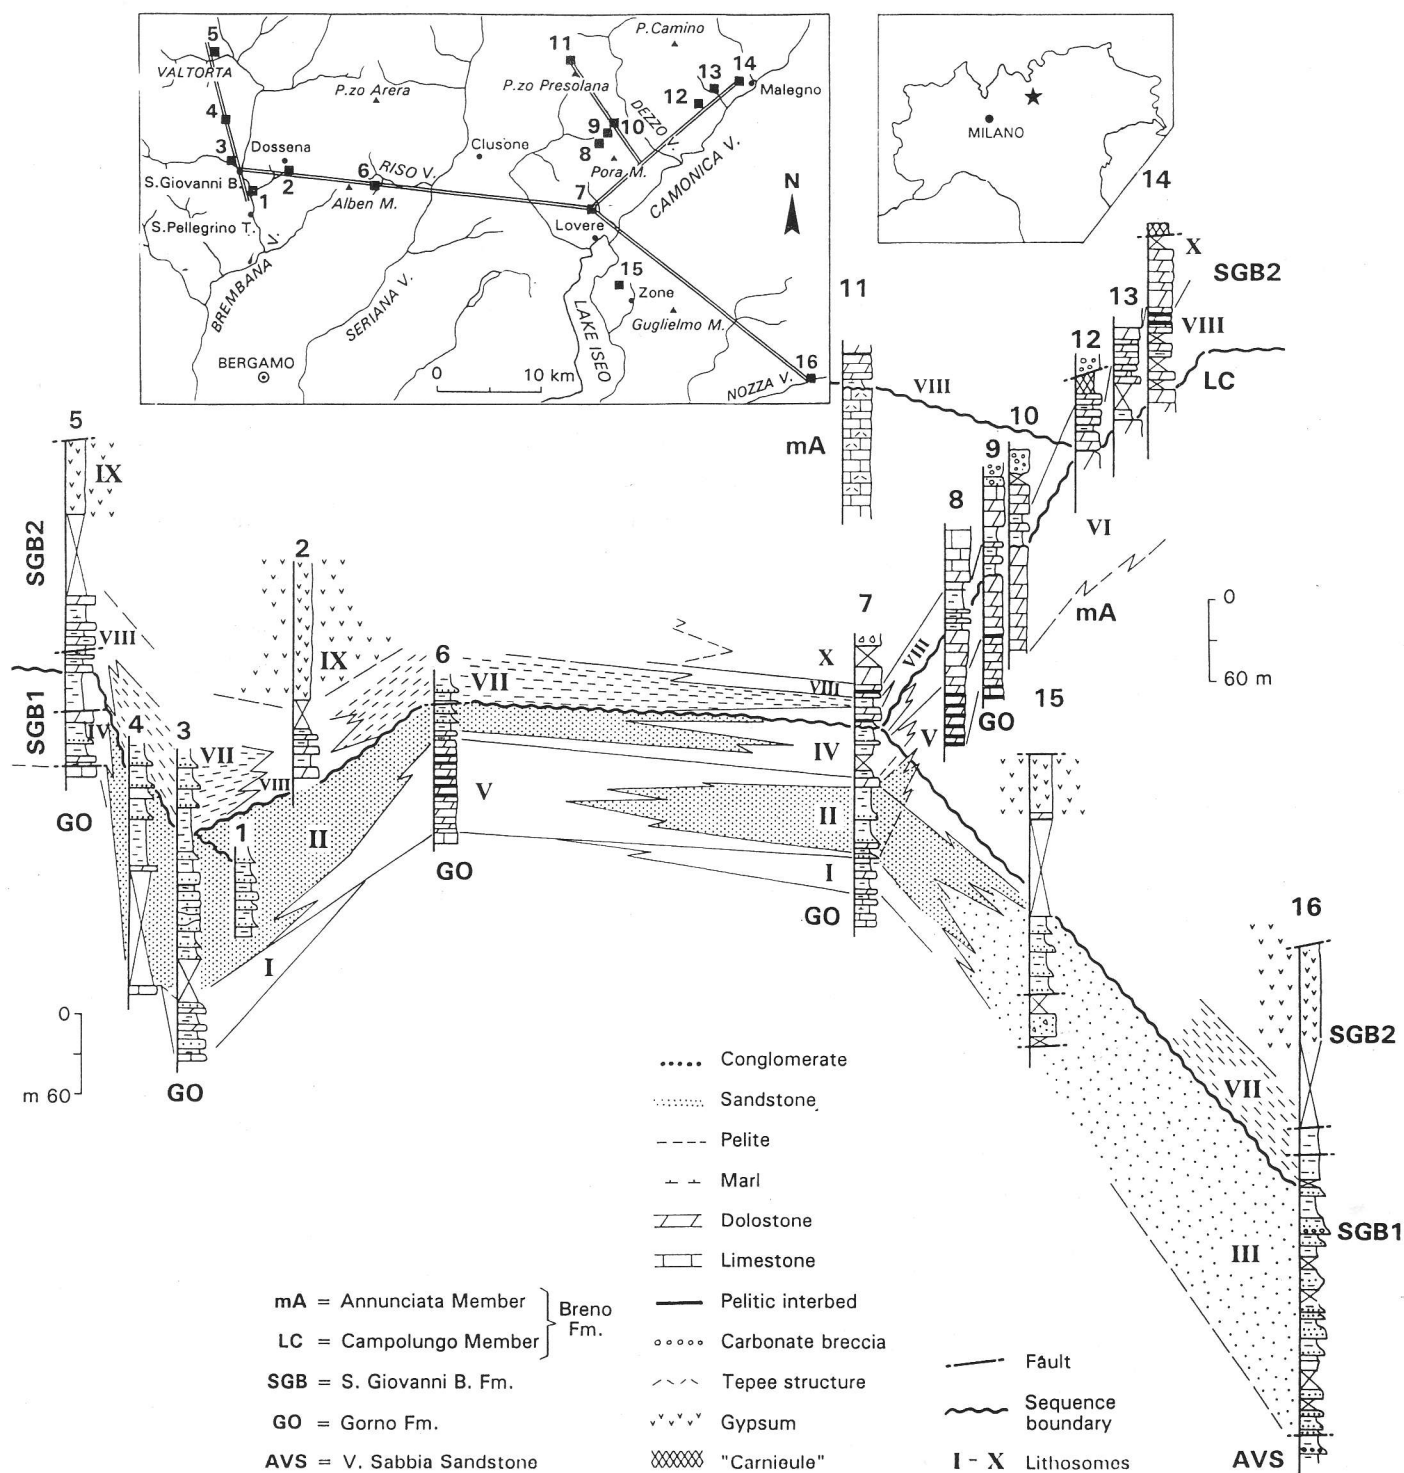 5
VALTORTA
4
3
S.Giovanni B.
1
S.Pellegrino T.
BREMBANA V.
Dossena
2
P.zo Arera
6
Alben M.
RISO V.
Clusone
SERIANA V.
BERGAMO
11
P.zo Presolana
P.Camino
14
13
12
Malegno
DEZZO V.
10
9
8
Pora M.
CAMONICA V.
7
Lovere
LAKE ISEO
15
Zone
Guglielmo M.
16
NOZZA V.
N
0 10 km
MILANO
14
X
SGB2
VIII
LC
13
12
11
VIII
mA
10
9
8
VI
mA
GO
V
0
60 m
5
IX
SGB2
VIII
SGB1
IV
GO
4
3
VII
VIII
2
IX
1
II
I
GO
0
m 60
6
VII
V
GO
7
X
VIII
VIII
IV
II
I
GO
15
16
SGB2
VII
SGB1
III
AVS
Conglomerate
Sandstone
Pelite
Marl
Dolostone
Limestone
Pelitic interbed
Carbonate breccia
Tepee structure
Gypsum
"Carnieule"
mA = Annunciata Member
LC = Campolungo Member
Breno
Fm.
SGB = S. Giovanni B. Fm.
GO = Gorno Fm.
AVS = V. Sabbia Sandstone
Fault
Sequence
boundary
I - X Lithosomes